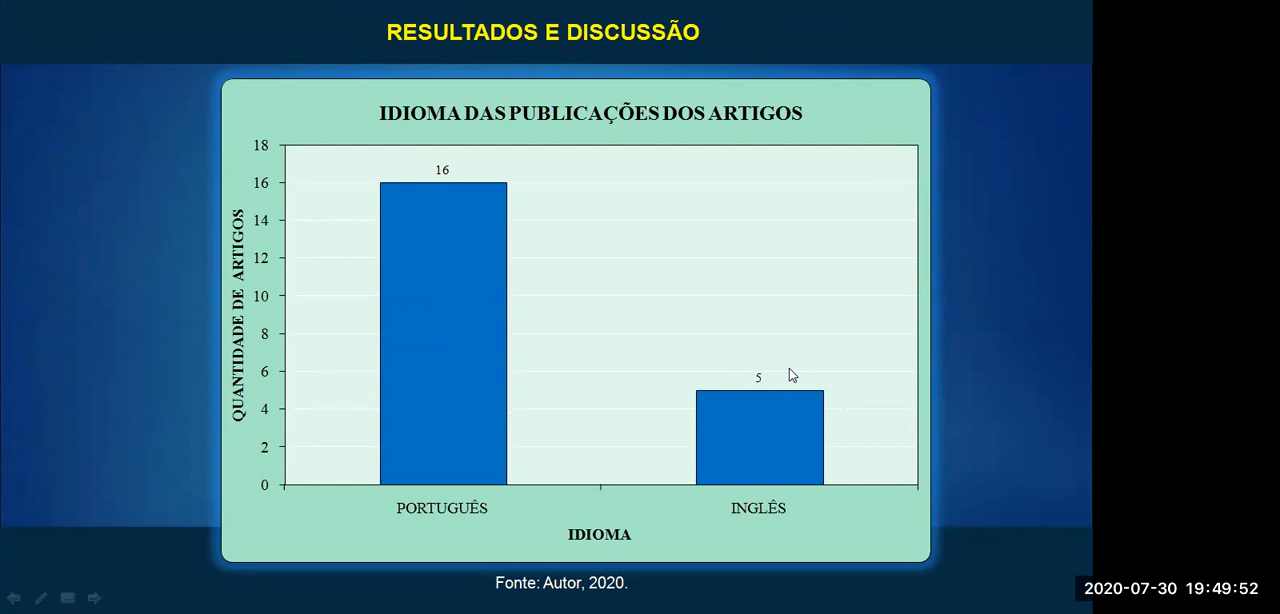 RESULTADOS E DISCUSSÃO
IDIOMA DAS PUBLICAÇÕES DOS ARTIGOS
QUANTIDADE DE ARTIGOS
18
16
14
12
10
8
6
4
2
0
16
5
PORTUGUÊS
INGLÊS
IDIOMA
Fonte: Autor, 2020.
2020-07-30 19:49:52